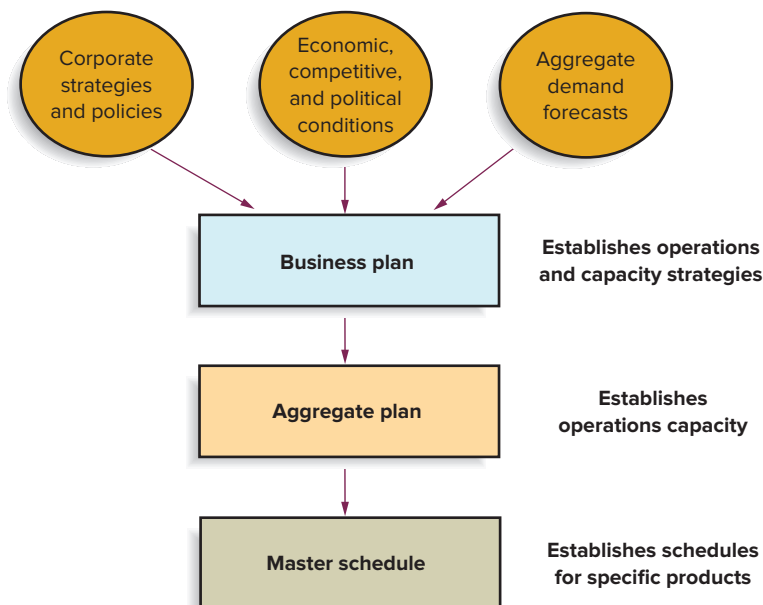 Corporate
strategies
and policies
Economic,
competitive,
and political
conditions
Aggregate
demand
forecasts
Business plan
Establishes operations
and capacity strategies
Aggregate plan
Establishes
operations capacity
Master schedule
Establishes schedules
for specific products